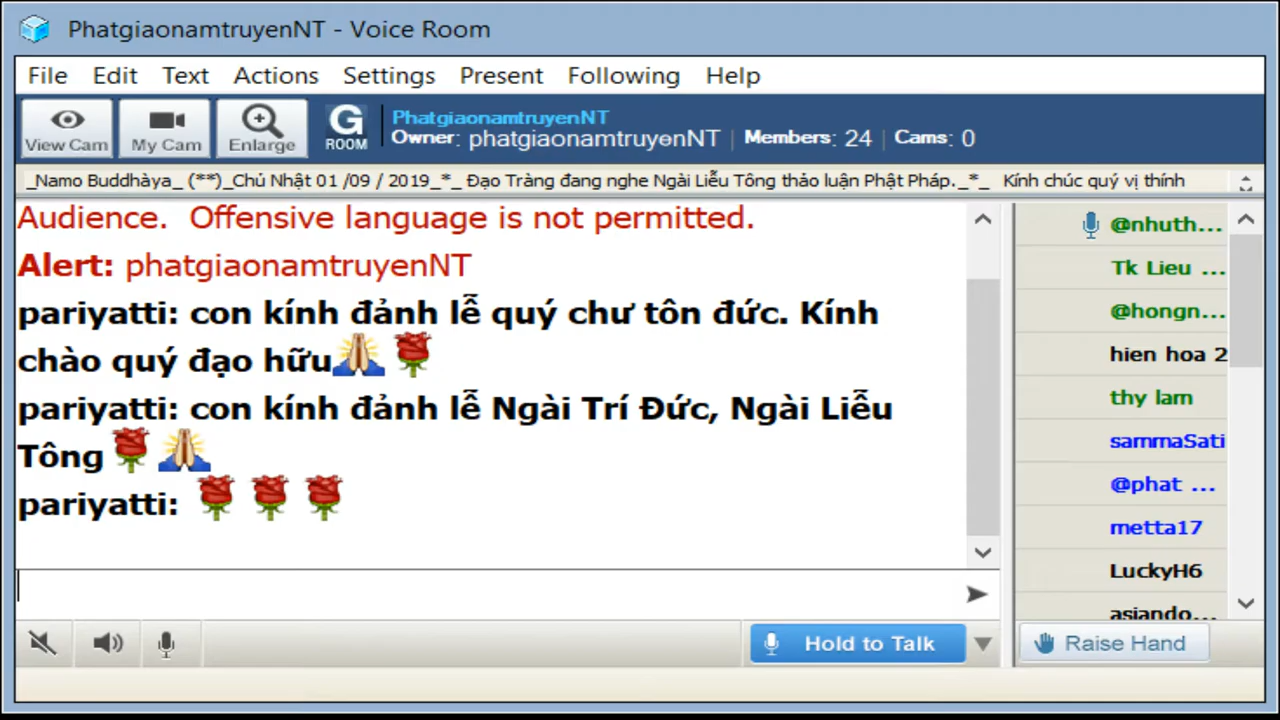 PhatgiaonamtruyenNT - Voice Room
File Edit Text Actions Settings Present Following Help
View Cam My Cam Enlarge G ROOM
PhatgiaonamtruyenNT
Owner: phatgiaonamtruyenNT | Members: 24 | Cams: 0
_Namo Buddhàya_ (**)_Chủ Nhật 01 /09 / 2019_*_ Đạo Tràng đang nghe Ngài Liễu Tông thảo luận Phật Pháp._*_ Kính chúc quý vị thính
Audience. Offensive language is not permitted.
Alert: phatgiaonamtruyenNT
pariyatti: con kính đảnh lễ quý chư tôn đức. Kính
chào quý đạo hữu🙏🌹
pariyatti: con kính đảnh lễ Ngài Trí Đức, Ngài Liễu
Tông🌹🙏
pariyatti: 🌹🌹🌹
@nhuth...
Tk Lieu ...
@hongn...
hien hoa 2
thy lam
sammaSati
@phat ...
metta17
LuckyH6
asiando...
Hold to Talk
Raise Hand